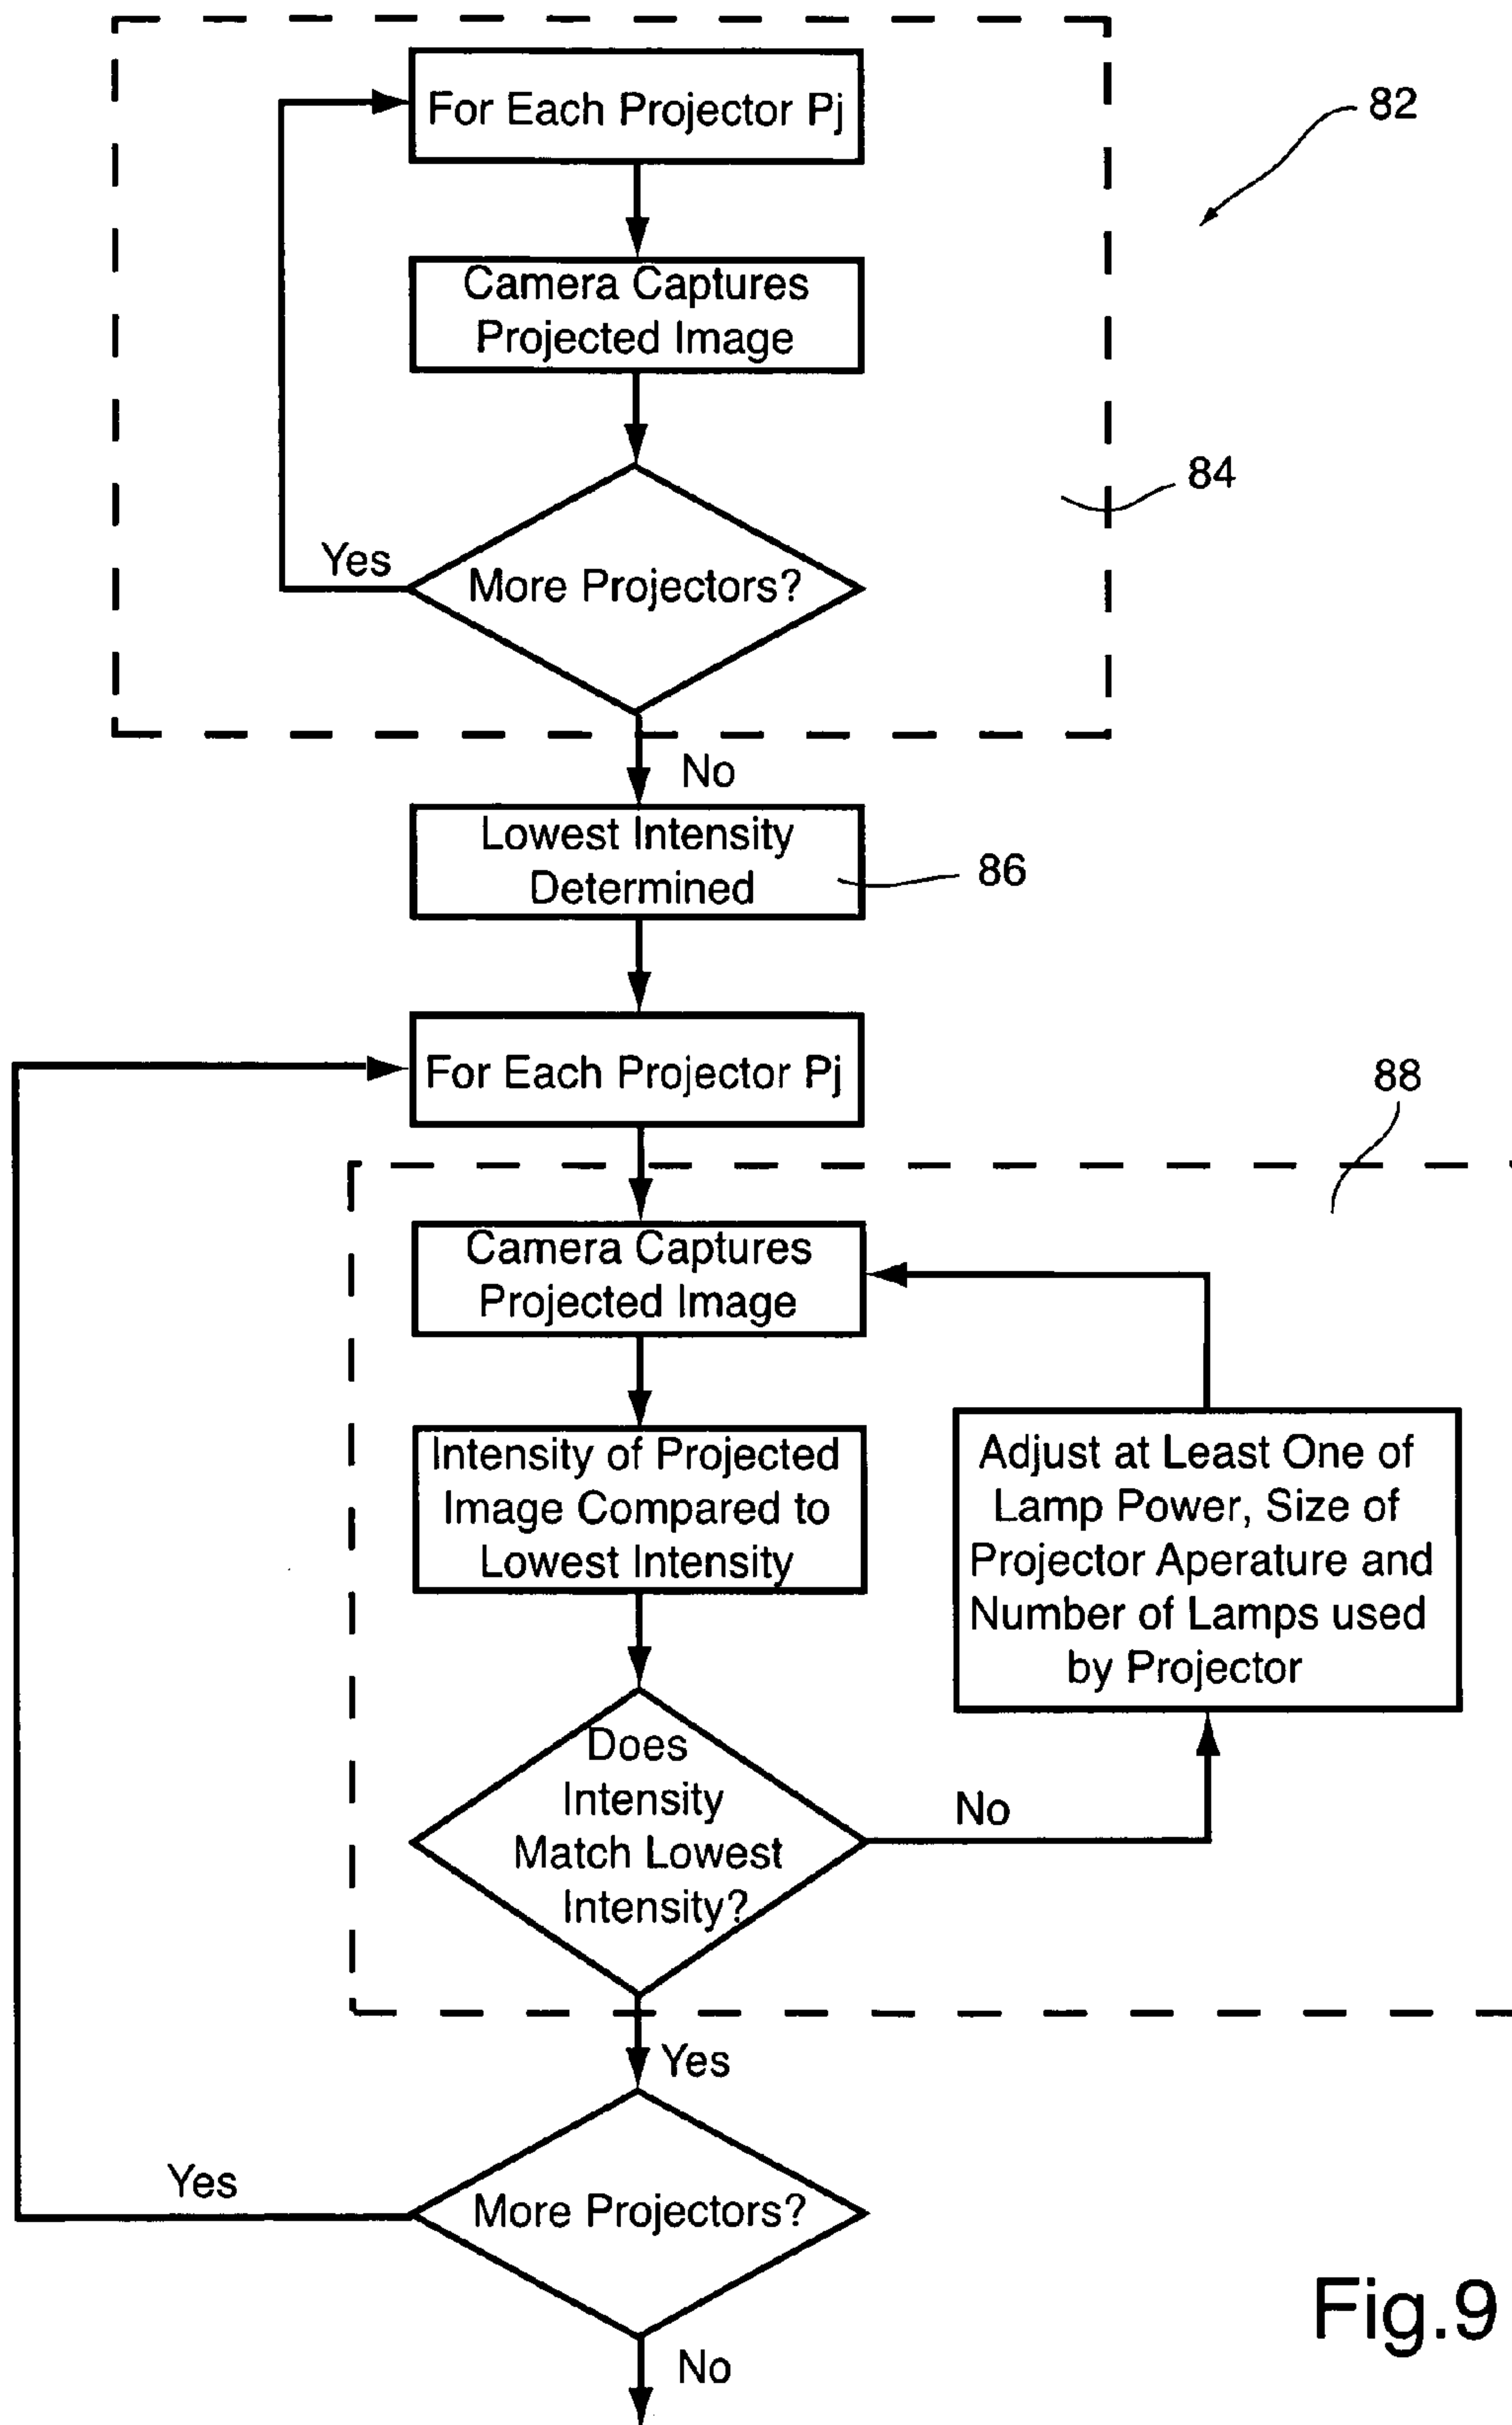 For Each Projector Pj
82
Camera Captures
Projected Image
84
Yes
More Projectors?
No
Lowest Intensity
Determined
86
For Each Projector Pj
88
Camera Captures
Projected Image
Intensity of Projected
Image Compared to
Lowest Intensity
Adjust at Least One of
Lamp Power, Size of
Projector Aperature and
Number of Lamps used
by Projector
Does
Intensity
Match Lowest
Intensity?
No
Yes
Yes
More Projectors?
No
Fig.9